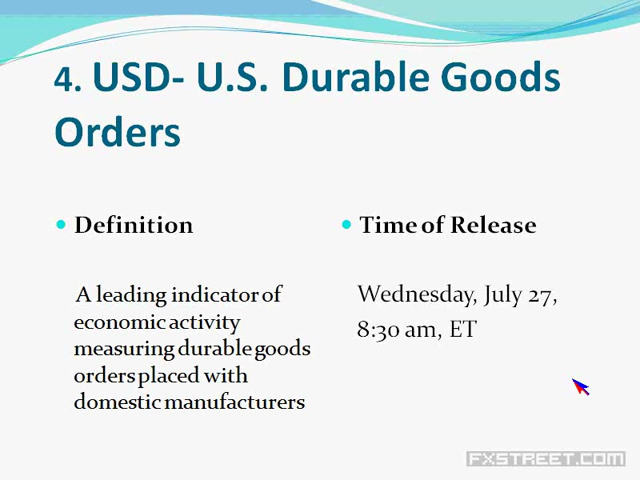 4. USD- U.S. Durable Goods
Orders
Definition
A leading indicator of
economic activity
measuring durable goods
orders placed with
domestic manufacturers
Time of Release
Wednesday, July 27,
8:30 am, ET
FXSTREET.COM